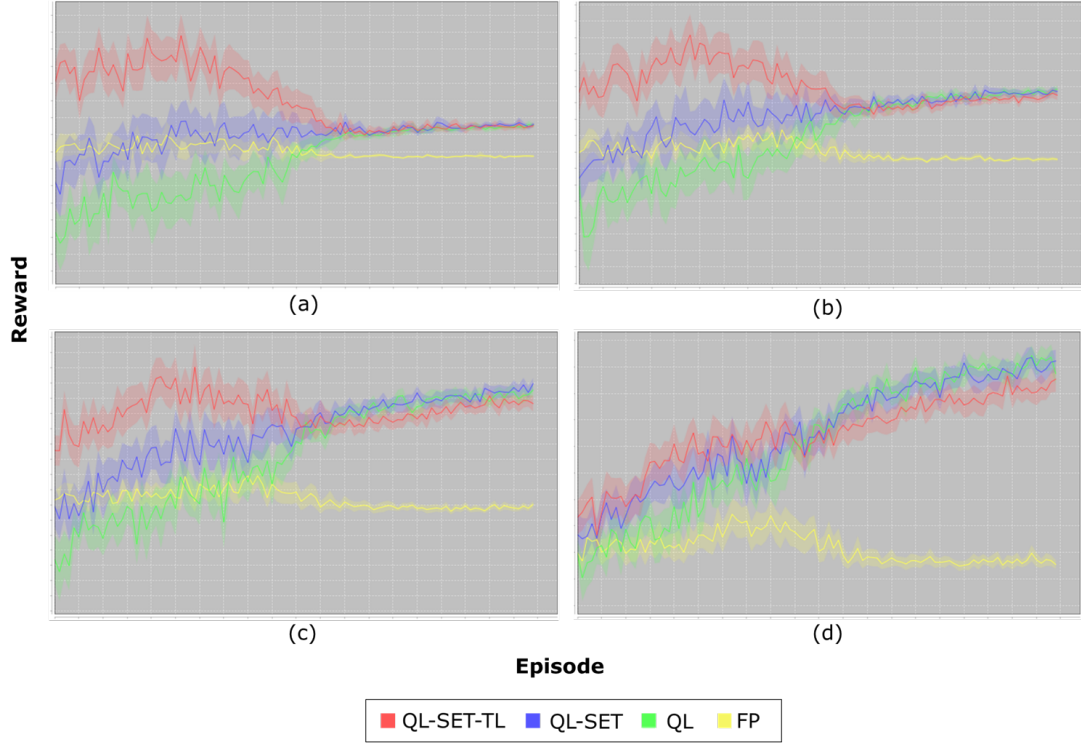 (a)
(b)
Reward
(c)
(d)
Episode
QL-SET-TL QL-SET QL FP